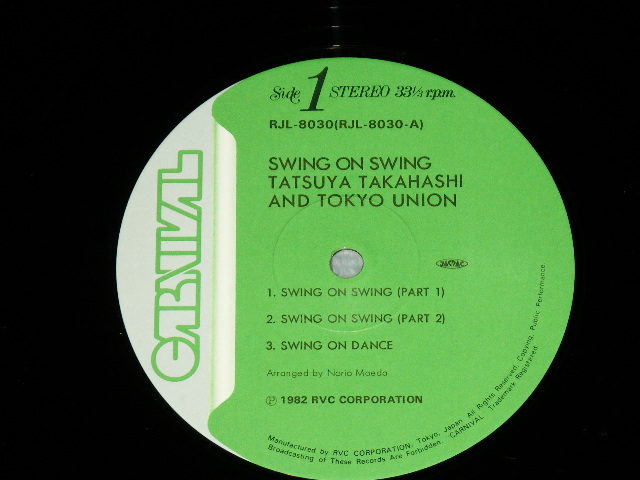 Side 1 STEREO 33⅓ r.p.m.
RJL-8030(RJL-8030-A)
SWING ON SWING
TATSUYA TAKAHASHI
AND TOKYO UNION
CARNIVAL
JASRAC
1. SWING ON SWING (PART 1)
2. SWING ON SWING (PART 2)
3. SWING ON DANCE
Arranged by Norio Maeda
Ⓟ 1982 RVC CORPORATION
Manufactured by RVC CORPORATION, Tokyo, Japan. All Rights Reserved. Copying, Public Performance,
Broadcasting of These Records Are Forbidden. CARNIVAL Trademark Registered.